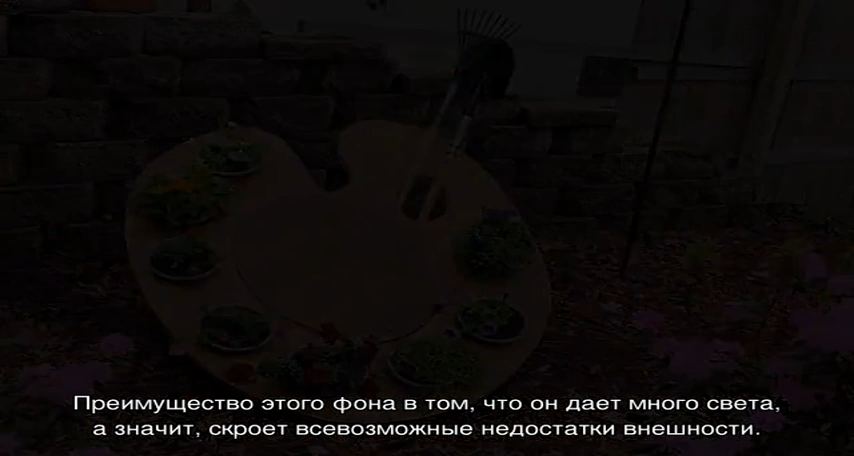 Преимущество этого фона в том, что он дает много света,
а значит, скроет всевозможные недостатки внешности.